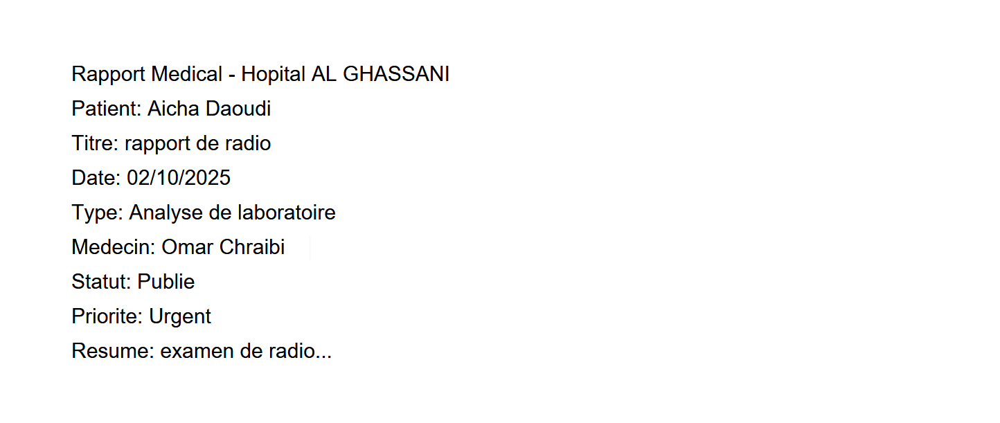 Rapport Medical - Hopital AL GHASSANI
Patient: Aicha Daoudi
Titre: rapport de radio
Date: 02/10/2025
Type: Analyse de laboratoire
Medecin: Omar Chraibi
Statut: Publie
Priorite: Urgent
Resume: examen de radio...